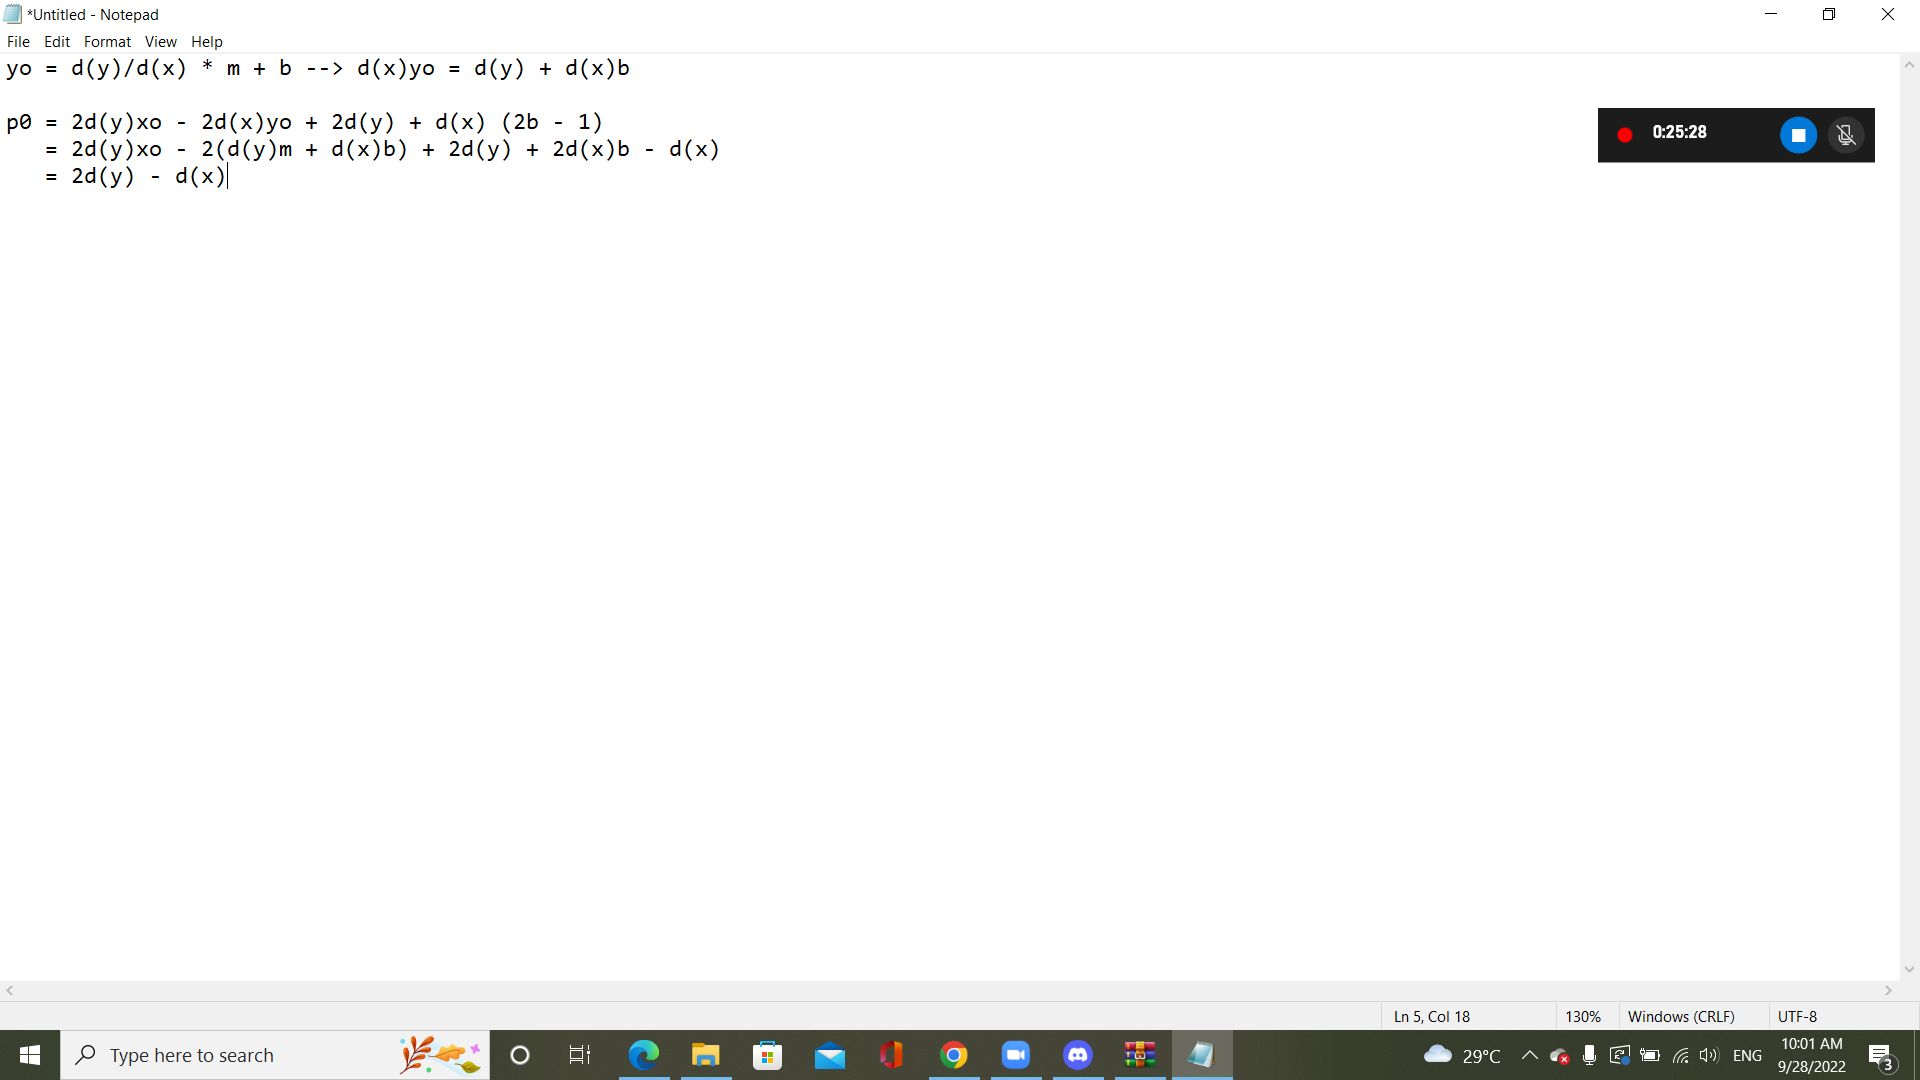 *Untitled - Notepad
File Edit Format View Help
yo = d(y)/d(x) * m + b --> d(x)yo = d(y) + d(x)b
p0 = 2d(y)xo - 2d(x)yo + 2d(y) + d(x) (2b - 1)
= 2d(y)xo - 2(d(y)m + d(x)b) + 2d(y) + 2d(x)b - d(x)
= 2d(y) - d(x)
0:25:28
Ln 5, Col 18 130% Windows (CRLF) UTF-8
Type here to search
29°C ENG 10:01 AM
9/28/2022
3